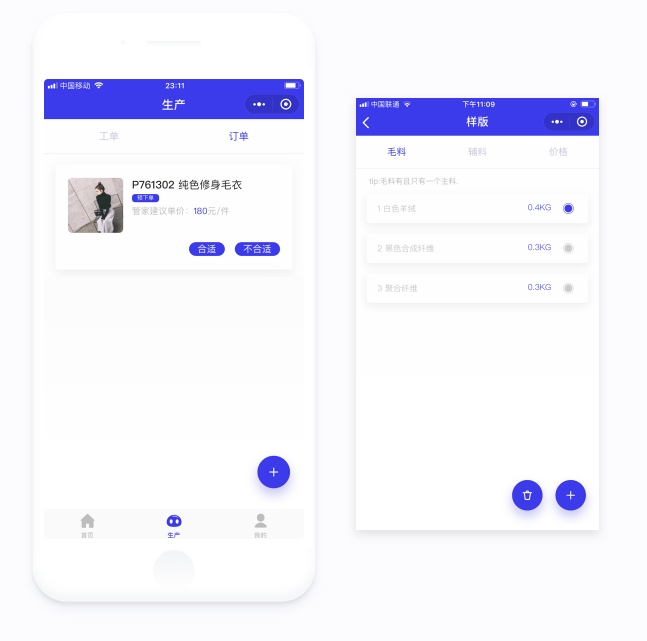 中国移动
23:11
生产
工单
订单
P761302 纯色修身毛衣
预下单
管家建议单价：180元/件
合适
不合适
首页
生产
我的
中国联通
下午11:09
样版
毛料
辅料
价格
tip:毛料有且只有一个主料.
1 白色羊绒
0.4KG
2 黑色合成纤维
0.3KG
3 聚合纤维
0.3KG